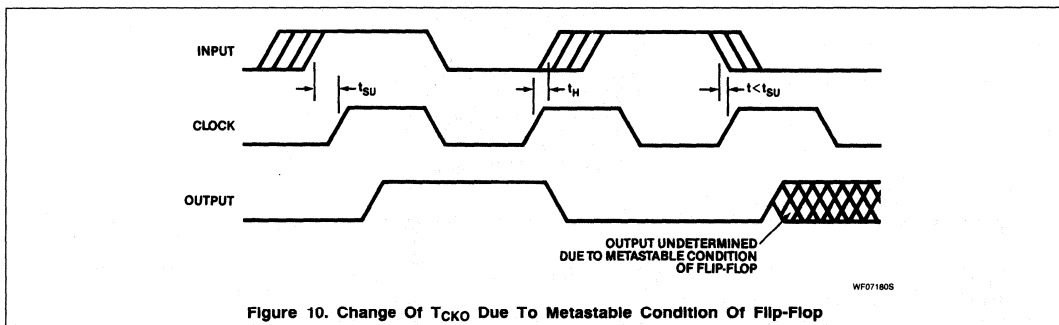 INPUT
tSU
tH
t<tSU
CLOCK
OUTPUT
OUTPUT UNDETERMINED
DUE TO METASTABLE CONDITION
OF FLIP-FLOP
WF07180S
Figure 10. Change Of TCKO Due To Metastable Condition Of Flip-Flop